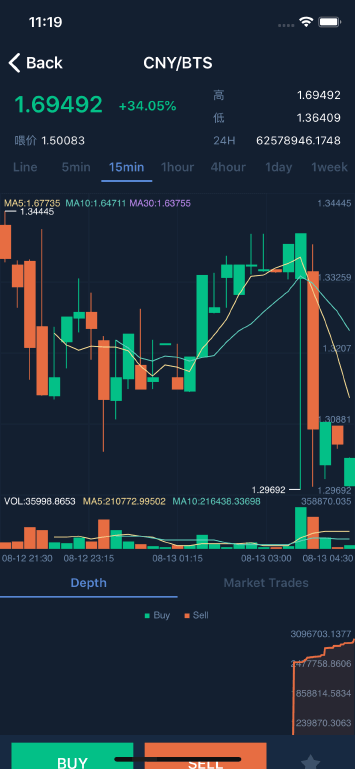 11:19
Back
CNY/BTS
1.69492 +34.05%
高 1.69492
低 1.36409
喂价 1.50083
24H 62578946.1748
Line 5min 15min 1hour 4hour 1day 1week
MA5:1.67735 MA10:1.64711 MA30:1.63755
1.34445
1.34445
1.33259
1.3207
1.30881
1.29692
1.29692
VOL:35998.8653 MA5:210772.99502 MA10:216438.33698
358870.035
08-12 21:30 08-12 23:15 08-13 01:15 08-13 03:00 08-13 04:30
Depth Market Trades
Buy Sell
3096703.1377
2477758.8606
1858814.5834
1239870.3063
BUY SELL